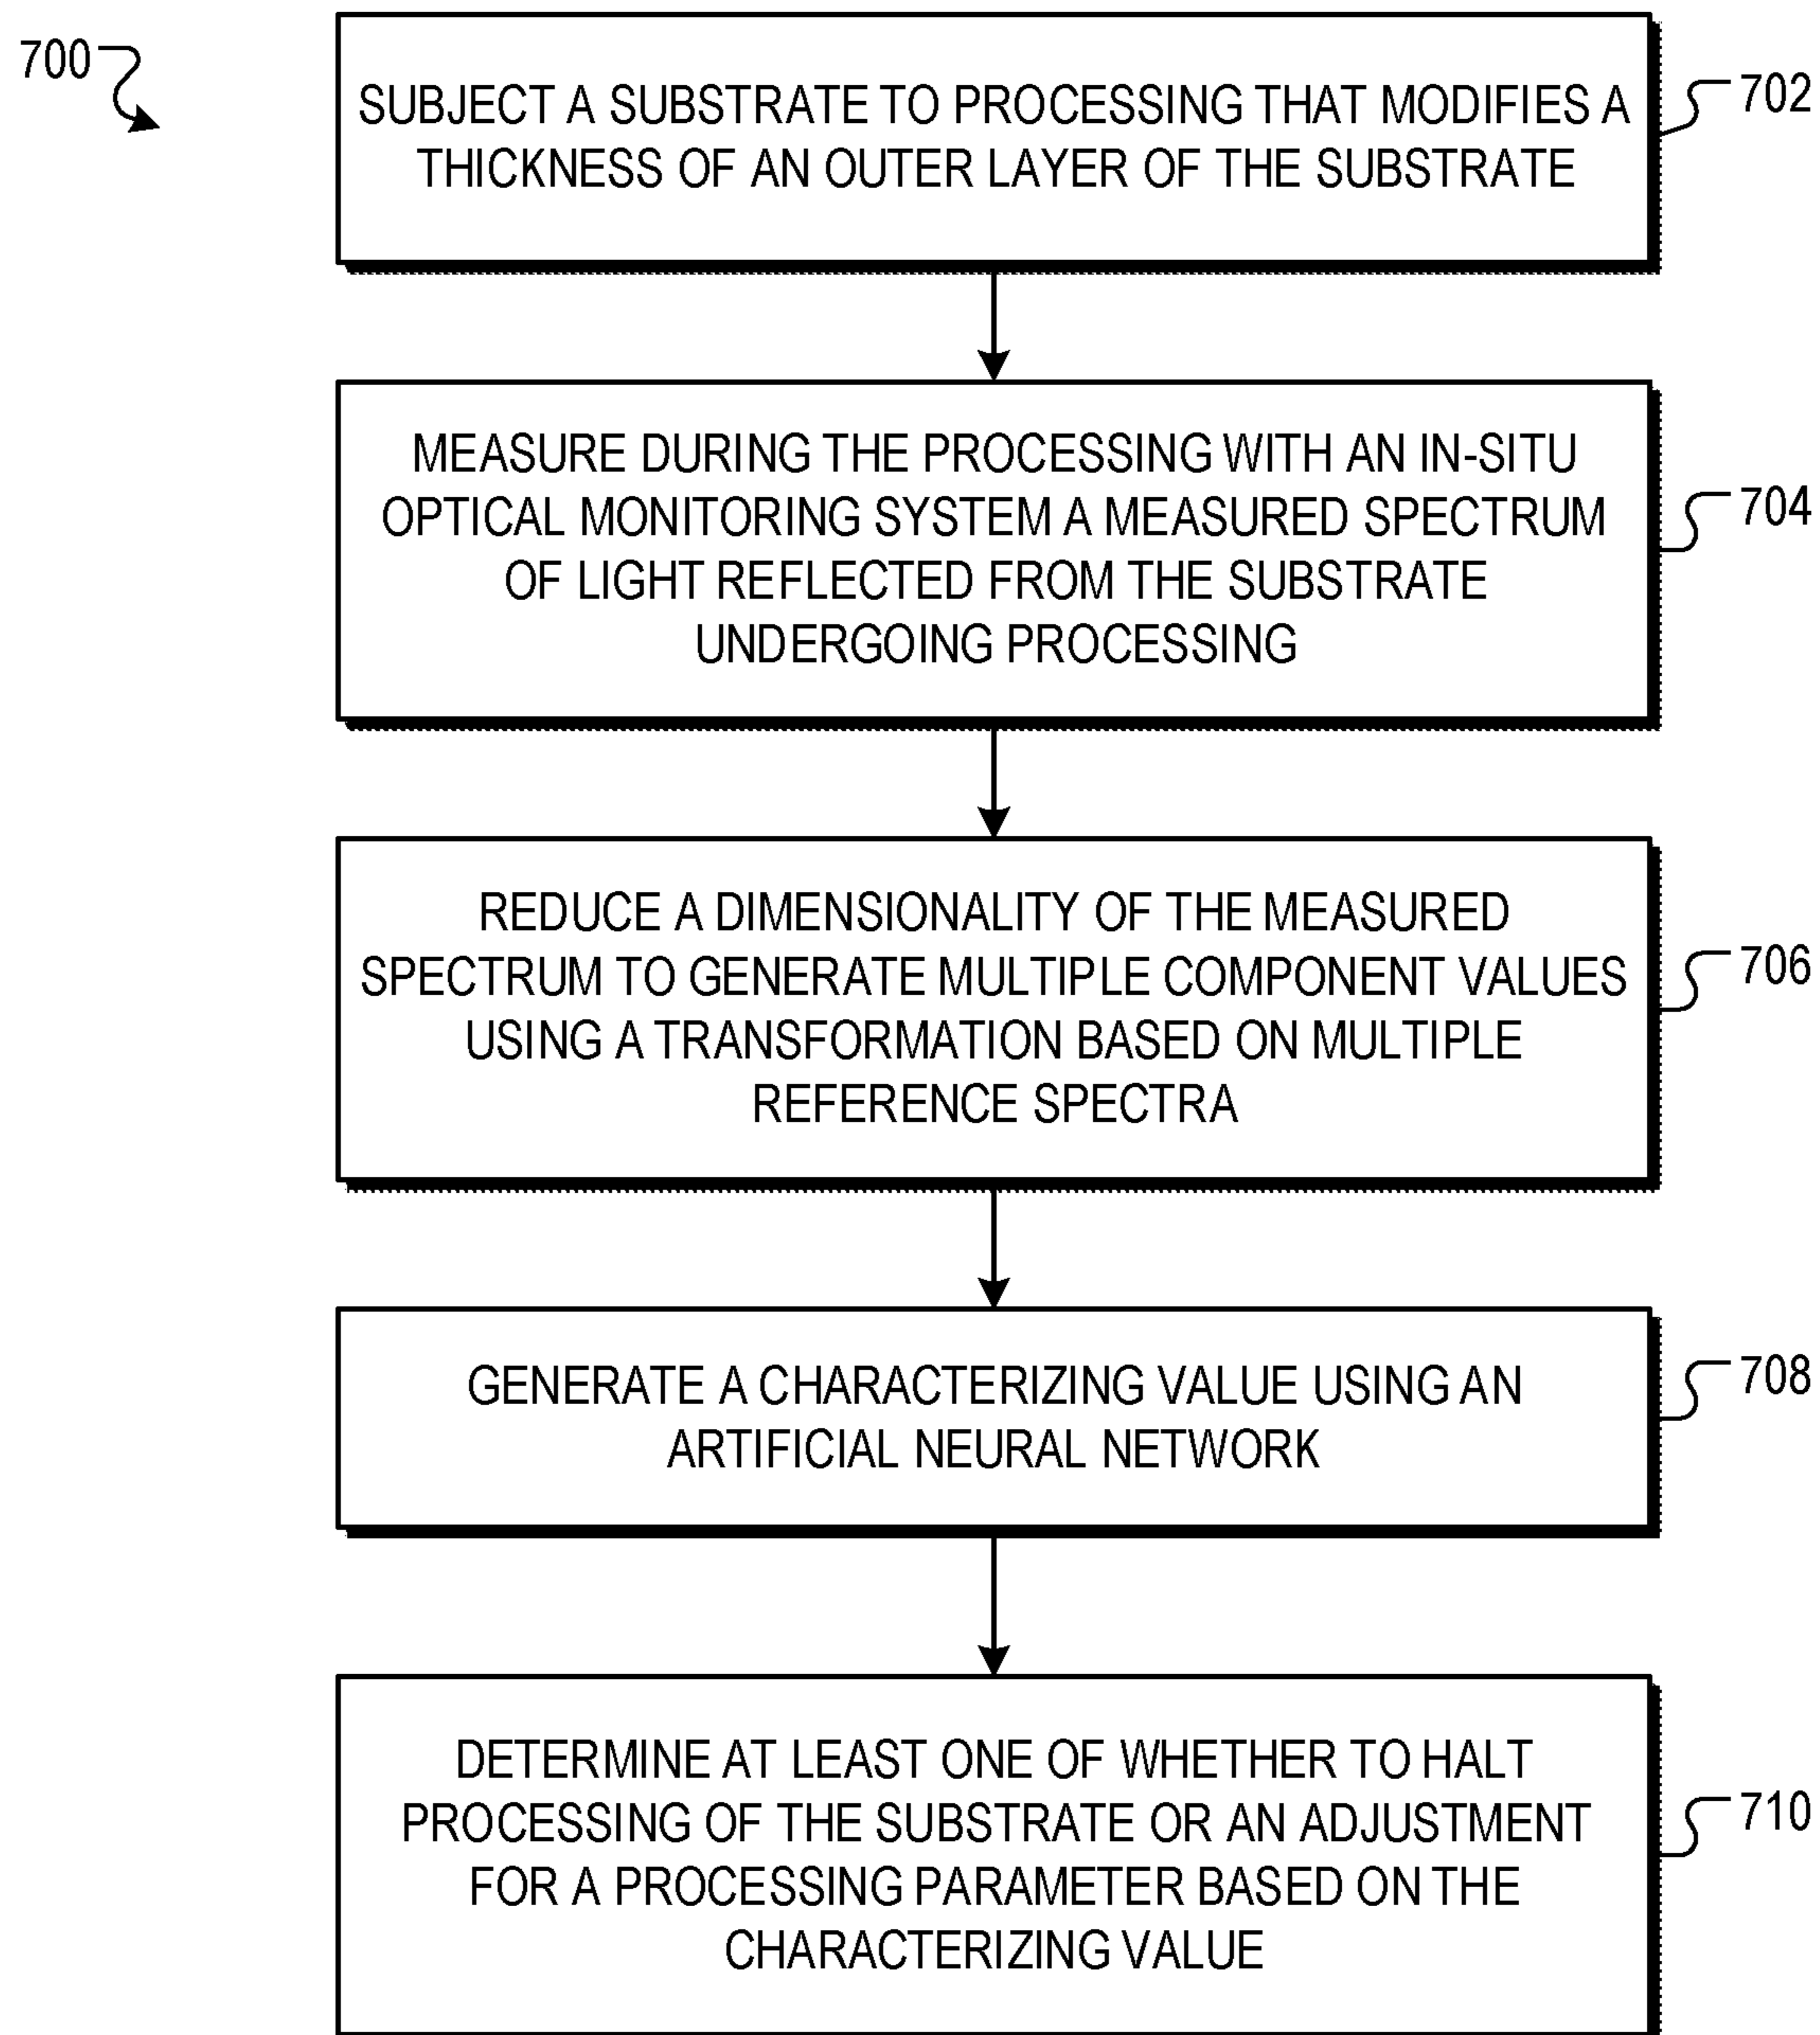 700
SUBJECT A SUBSTRATE TO PROCESSING THAT MODIFIES A
THICKNESS OF AN OUTER LAYER OF THE SUBSTRATE
702
MEASURE DURING THE PROCESSING WITH AN IN-SITU
OPTICAL MONITORING SYSTEM A MEASURED SPECTRUM
OF LIGHT REFLECTED FROM THE SUBSTRATE
UNDERGOING PROCESSING
704
REDUCE A DIMENSIONALITY OF THE MEASURED
SPECTRUM TO GENERATE MULTIPLE COMPONENT VALUES
USING A TRANSFORMATION BASED ON MULTIPLE
REFERENCE SPECTRA
706
GENERATE A CHARACTERIZING VALUE USING AN
ARTIFICIAL NEURAL NETWORK
708
DETERMINE AT LEAST ONE OF WHETHER TO HALT
PROCESSING OF THE SUBSTRATE OR AN ADJUSTMENT
FOR A PROCESSING PARAMETER BASED ON THE
CHARACTERIZING VALUE
710